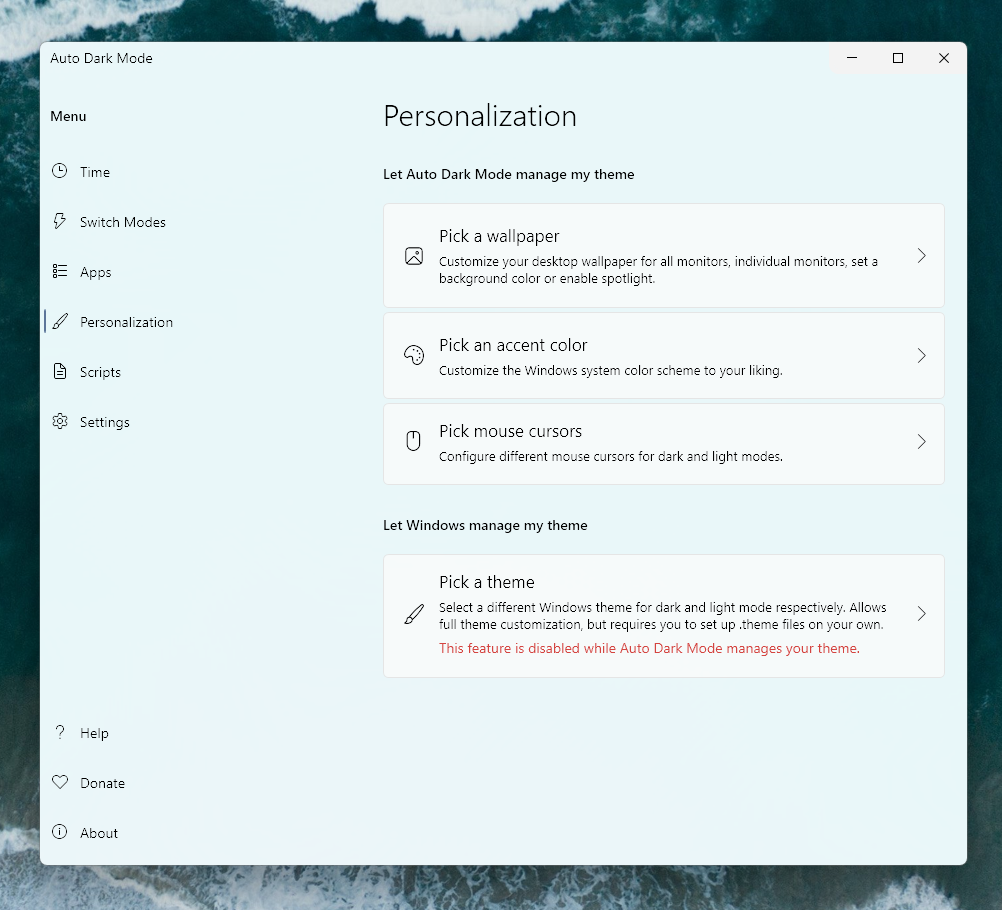 Auto Dark Mode
Menu
Time
Switch Modes
Apps
Personalization
Scripts
Settings
Help
Donate
About
Personalization
Let Auto Dark Mode manage my theme
Pick a wallpaper
Customize your desktop wallpaper for all monitors, individual monitors, set a
background color or enable spotlight.
Pick an accent color
Customize the Windows system color scheme to your liking.
Pick mouse cursors
Configure different mouse cursors for dark and light modes.
Let Windows manage my theme
Pick a theme
Select a different Windows theme for dark and light mode respectively. Allows
full theme customization, but requires you to set up .theme files on your own.
This feature is disabled while Auto Dark Mode manages your theme.